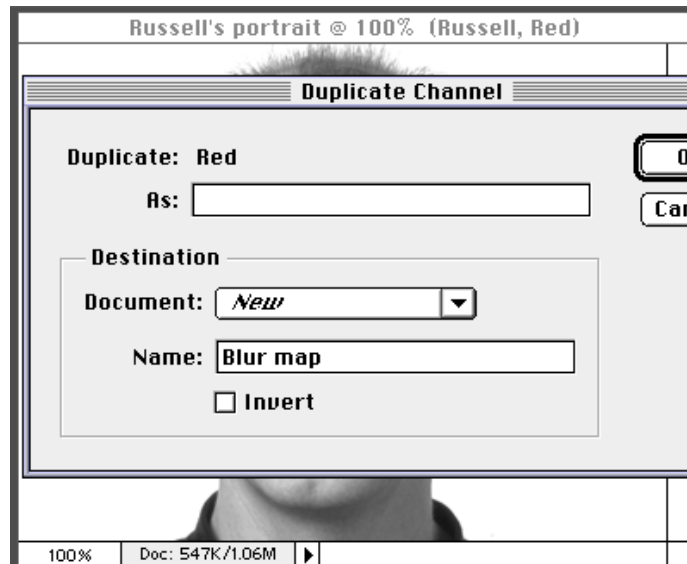 Russell's portrait @ 100% (Russell, Red)
Duplicate Channel
Duplicate: Red
As:
Destination
Document: New
Name: Blur map
Invert
100% Doc: 547K/1.06M